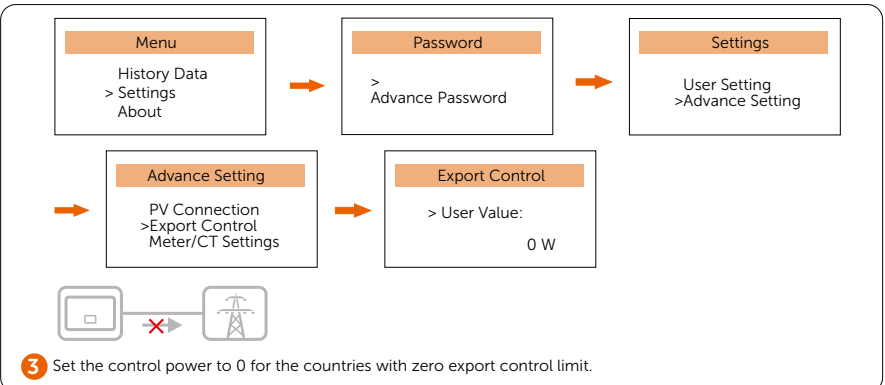 Menu
History Data
> Settings
About
Password
>
Advance Password
Settings
User Setting
>Advance Setting
Advance Setting
PV Connection
>Export Control
Meter/CT Settings
Export Control
> User Value:
0 W
3 Set the control power to 0 for the countries with zero export control limit.